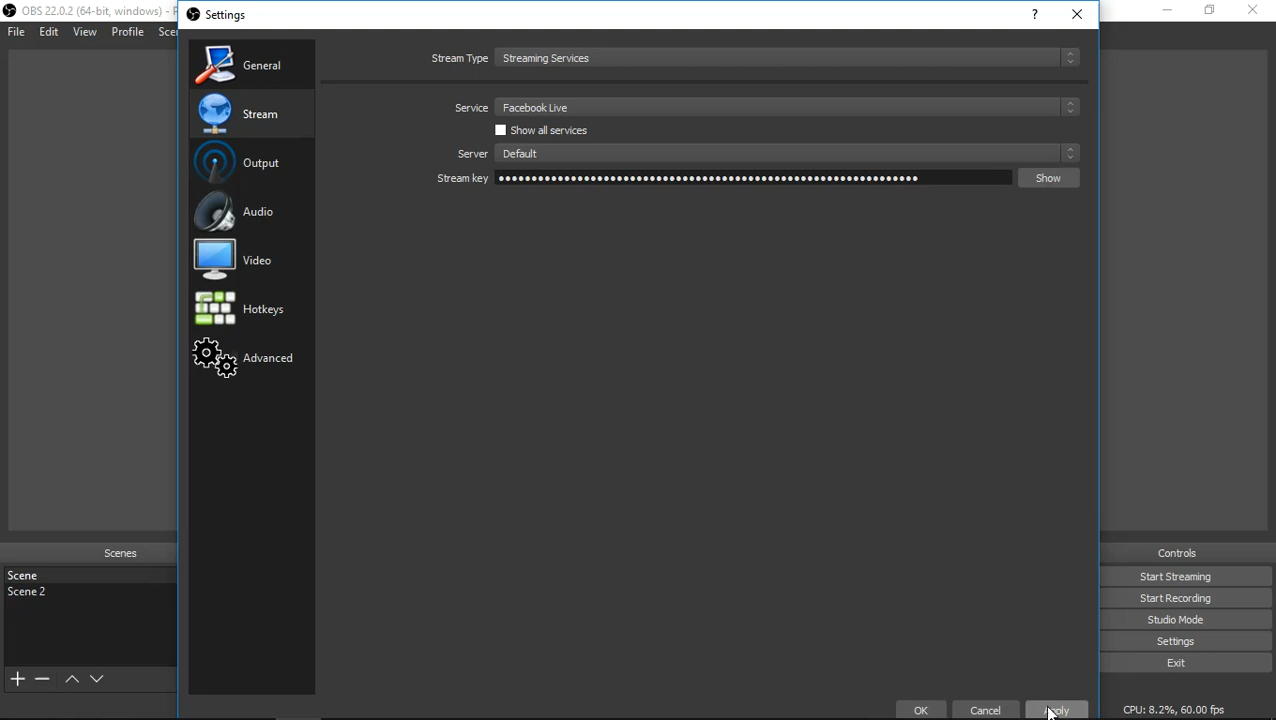 OBS 22.0.2 (64-bit, windows) - P
Settings
?
File Edit View Profile Sce
General
Stream
Output
Audio
Video
Hotkeys
Advanced
Stream Type Streaming Services
Service Facebook Live
Show all services
Server Default
Stream key ●●●●●●●●●●●●●●●●●●●●●●●●●●●●●●●●●●●●●●●●●●●●●●●●●●●●●●●●●●●●●●●● Show
Scenes
Scene
Scene 2
Controls
Start Streaming
Start Recording
Studio Mode
Settings
Exit
OK Cancel Apply
CPU: 8.2%, 60.00 fps